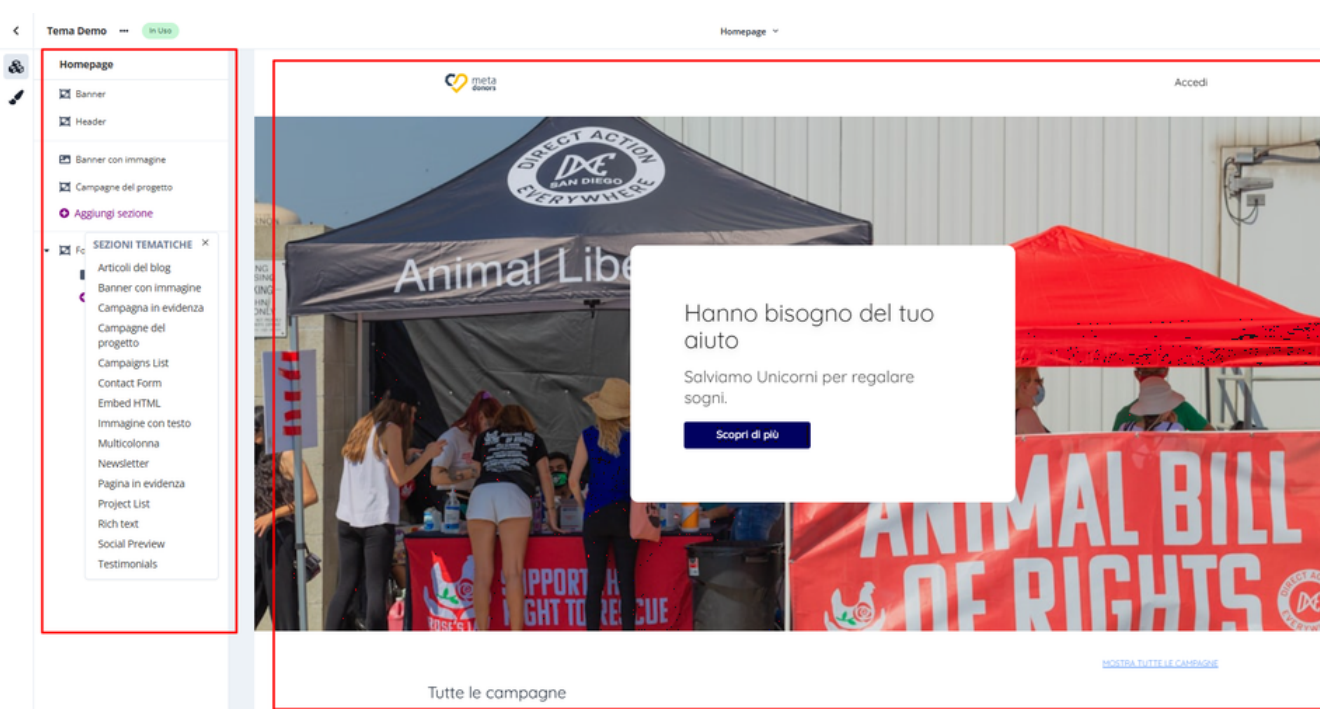 Tema Demo
In Uso
Homepage
Homepage
Banner
Header
Banner con immagine
Campagne del progetto
Aggiungi sezione
SEZIONI TEMATICHE
Articoli del blog
Banner con immagine
Campagna in evidenza
Campagne del
progetto
Campaigns List
Contact Form
Embed HTML
Immagine con testo
Multicolonna
Newsletter
Pagina in evidenza
Project List
Rich text
Social Preview
Testimonials
meta
donors
Accedi
DIRECT ACTION
DXE
SAN DIEGO
EVERYWHERE
Animal Libe
Hanno bisogno del tuo
aiuto
Salviamo Unicorni per regalare
sogni.
Scopri di più
ANIMAL BILL
OF RIGHTS
MOSTRA TUTTE LE CAMPAGNE
Tutte le campagne